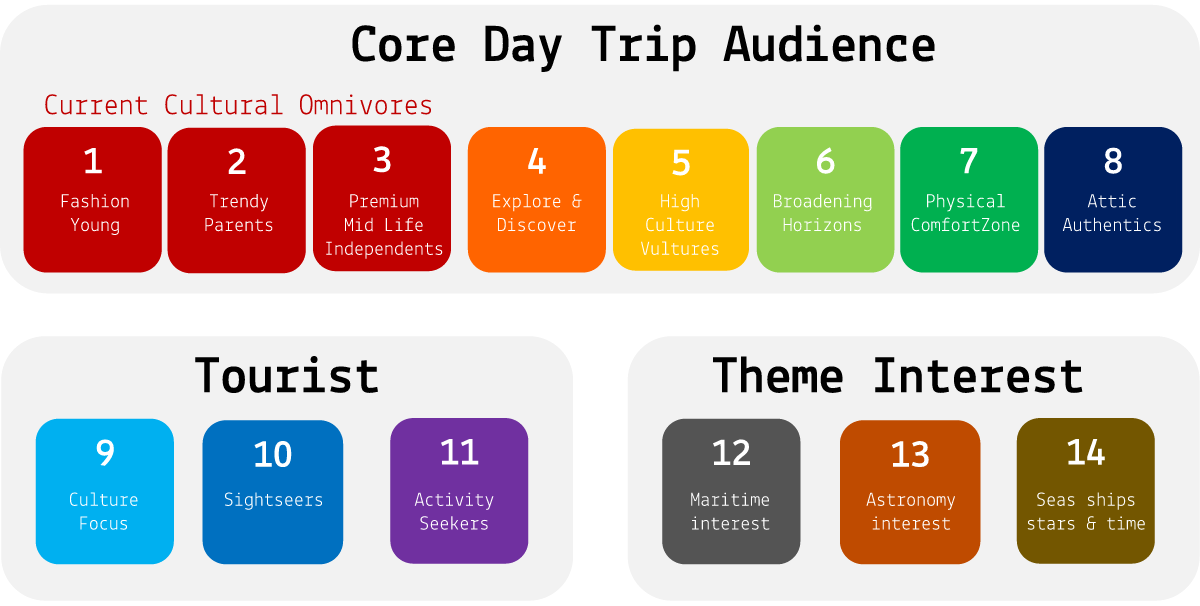 Core Day Trip Audience
Current Cultural Omnivores
1
Fashion
Young
2
Trendy
Parents
3
Premium
Mid Life
Independents
4
Explore &
Discover
5
High
Culture
Vultures
6
Broadening
Horizons
7
Physical
ComfortZone
8
Attic
Authentics
Tourist
9
Culture
Focus
10
Sightseers
11
Activity
Seekers
Theme Interest
12
Maritime
interest
13
Astronomy
interest
14
Seas ships
stars & time